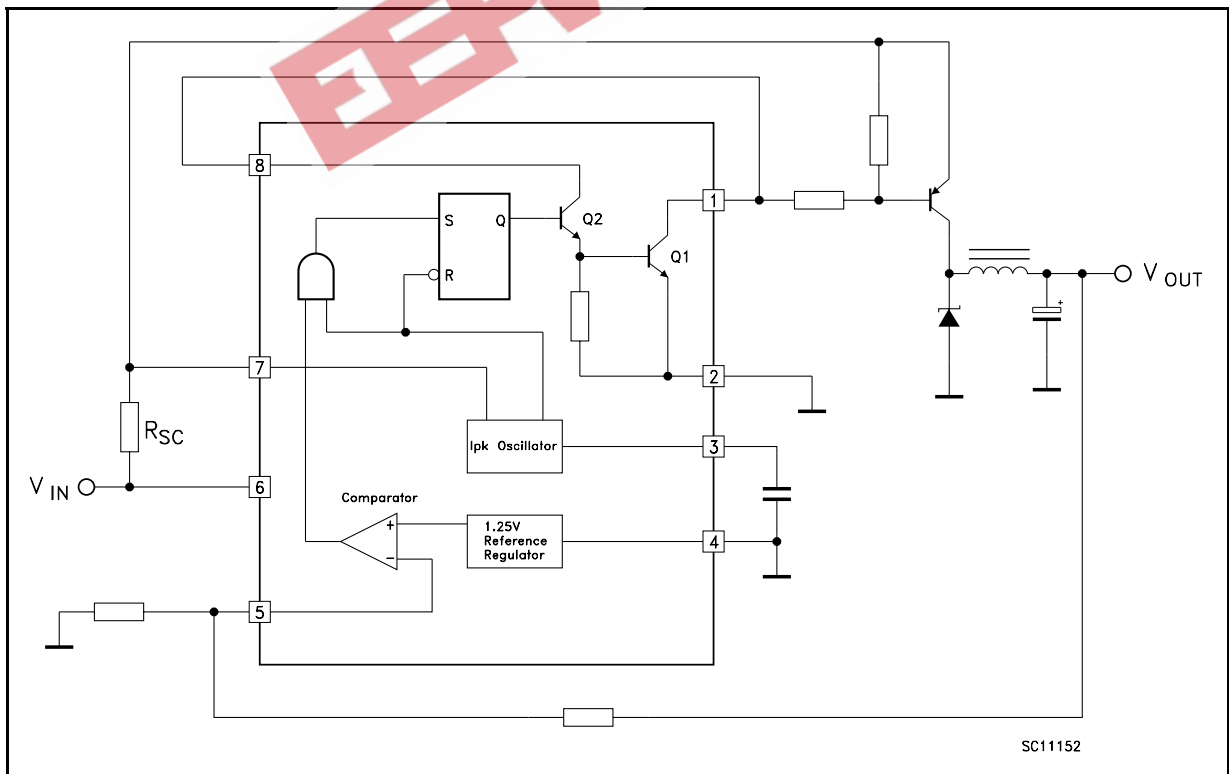 8
S
Q
Q2
1
R
Q1
7
2
RSC
Ipk Oscillator
3
VIN
6
Comparator
+
-
1.25V
Reference
Regulator
4
5
+
VOUT
SC11152